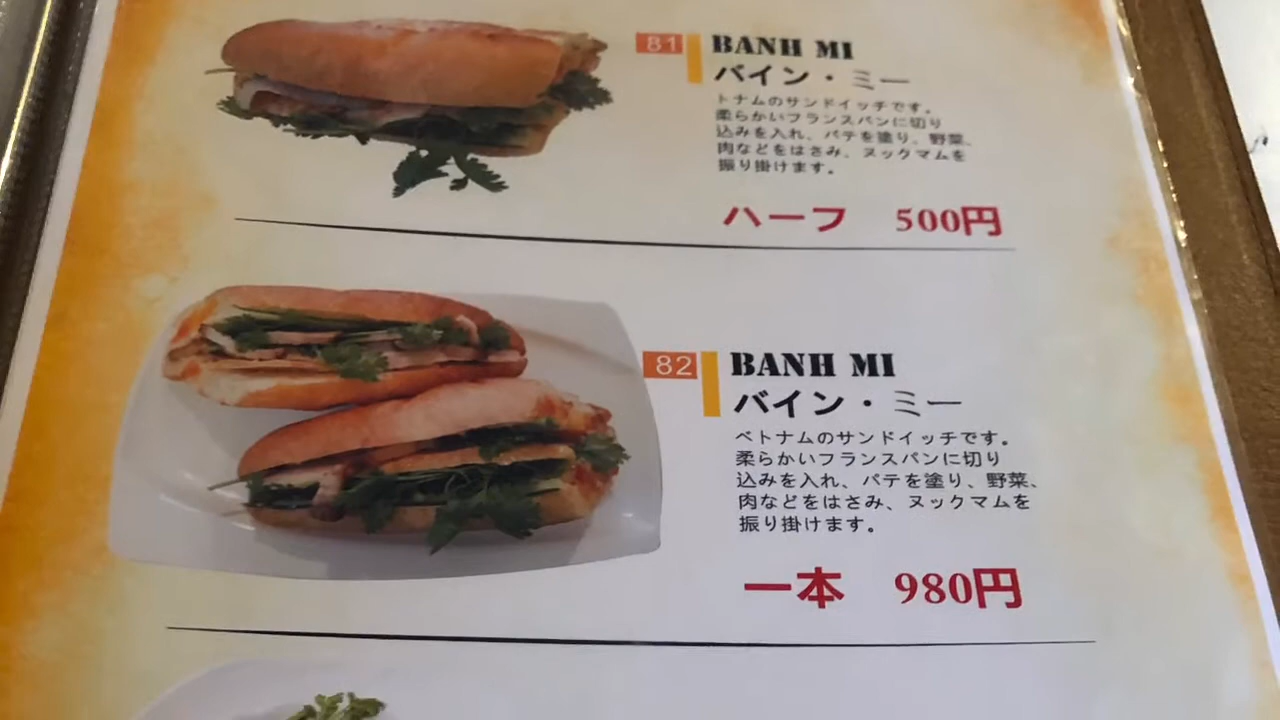 81 BANH MI
バイン・ミー
トナムのサンドイッチです。
柔らかいフランスパンに切り
込みを入れ、パテを塗り、野菜、
肉などをはさみ、ヌックマムを
振り掛けます。
ハーフ 500円
82 BANH MI
バイン・ミー
ベトナムのサンドイッチです。
柔らかいフランスパンに切り
込みを入れ、パテを塗り、野菜、
肉などをはさみ、ヌックマムを
振り掛けます。
一本 980円